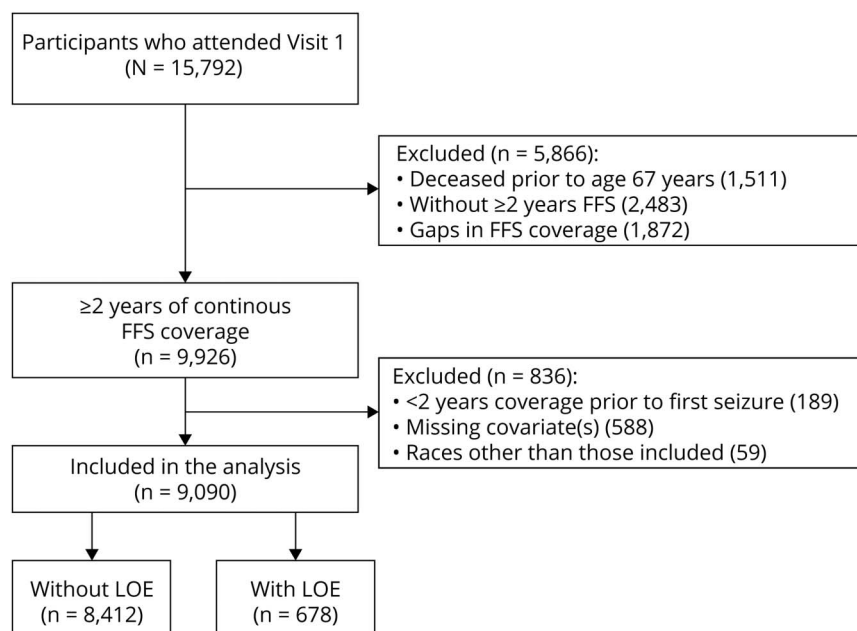 Participants who attended Visit 1
(N = 15,792)
Excluded (n = 5,866):
• Deceased prior to age 67 years (1,511)
• Without ≥2 years FFS (2,483)
• Gaps in FFS coverage (1,872)
≥2 years of continous
FFS coverage
(n = 9,926)
Excluded (n = 836):
• <2 years coverage prior to first seizure (189)
• Missing covariate(s) (588)
• Races other than those included (59)
Included in the analysis
(n = 9,090)
Without LOE
(n = 8,412)
With LOE
(n = 678)